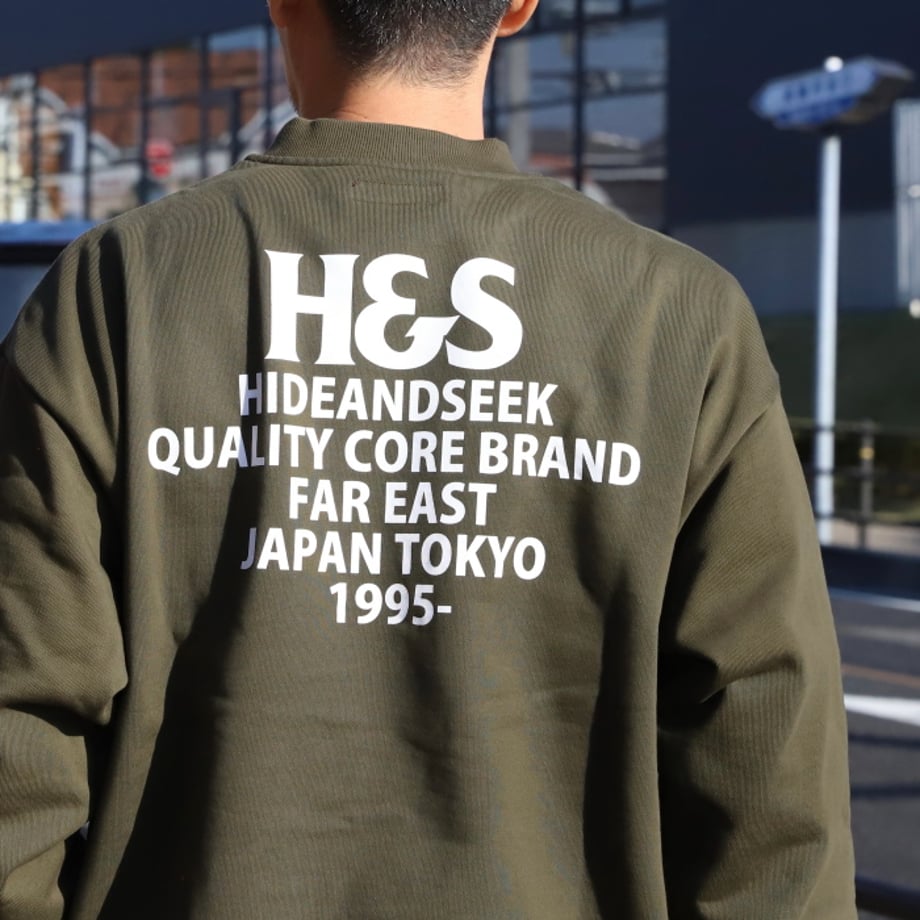 H&S
HIDEANDSEEK
QUALITY CORE BRAND
FAR EAST
JAPAN TOKYO
1995-